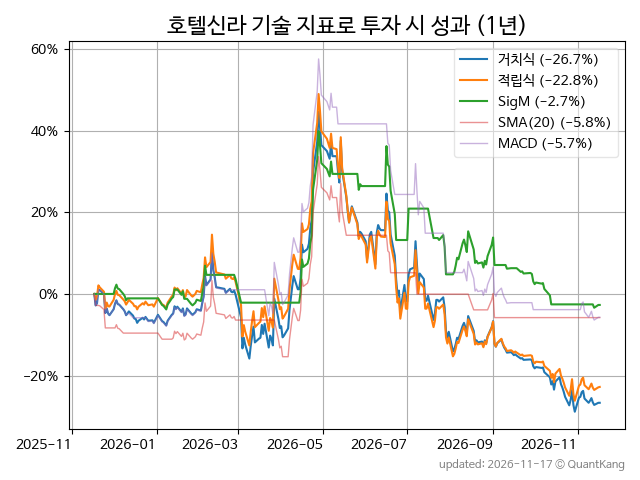 호텔신라 기술 지표로 투자 시 성과 (1년)
60%
40%
20%
0%
−20%
거치식 (−26.7%)
적립식 (−22.8%)
SigM (−2.7%)
SMA(20) (−5.8%)
MACD (−5.7%)
2025−11 2026−01 2026−03 2026−05 2026−07 2026−09 2026−11
updated: 2026−11−17 © QuantKang